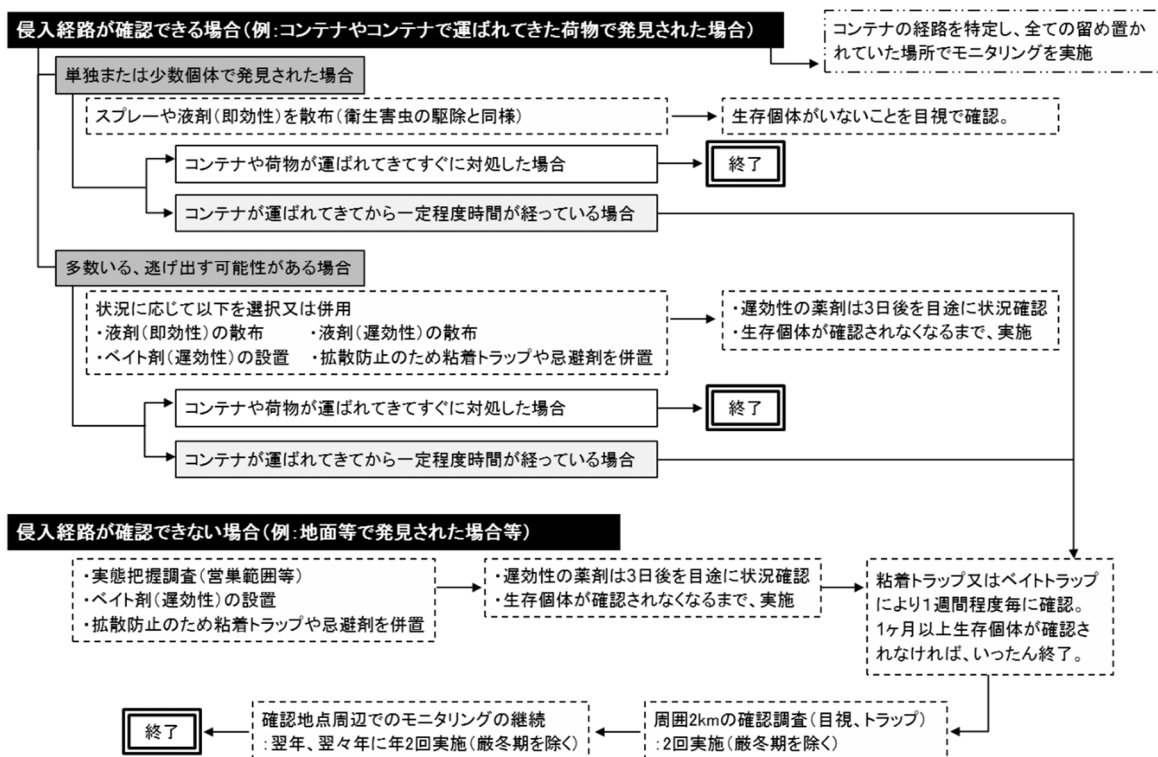 侵入経路が確認できる場合(例:コンテナやコンテナで運ばれてきた荷物で発見された場合)
コンテナの経路を特定し、全ての留め置か
れていた場所でモニタリングを実施
単独または少数個体で発見された場合
スプレーや液剤(即効性)を散布(衛生害虫の駆除と同様)
生存個体がいないことを目視で確認。
コンテナや荷物が運ばれてきてすぐに対処した場合
終了
コンテナが運ばれてきてから一定程度時間が経っている場合
多数いる、逃げ出す可能性がある場合
状況に応じて以下を選択又は併用
・液剤(即効性)の散布 ・液剤(遅効性)の散布
・ベイト剤(遅効性)の設置 ・拡散防止のため粘着トラップや忌避剤を併置
・遅効性の薬剤は3日後を目途に状況確認
・生存個体が確認されなくなるまで、実施
コンテナや荷物が運ばれてきてすぐに対処した場合
終了
コンテナが運ばれてきてから一定程度時間が経っている場合
侵入経路が確認できない場合(例:地面等で発見された場合等)
・実態把握調査(営巣範囲等)
・ベイト剤(遅効性)の設置
・拡散防止のため粘着トラップや忌避剤を併置
・遅効性の薬剤は3日後を目途に状況確認
・生存個体が確認されなくなるまで、実施
粘着トラップ又はベイトトラップ
により1週間程度毎に確認。
1ヶ月以上生存個体が確認さ
れなければ、いったん終了。
周囲2kmの確認調査(目視、トラップ)
:2回実施(厳冬期を除く)
確認地点周辺でのモニタリングの継続
:翌年、翌々年に年2回実施(厳冬期を除く)
終了